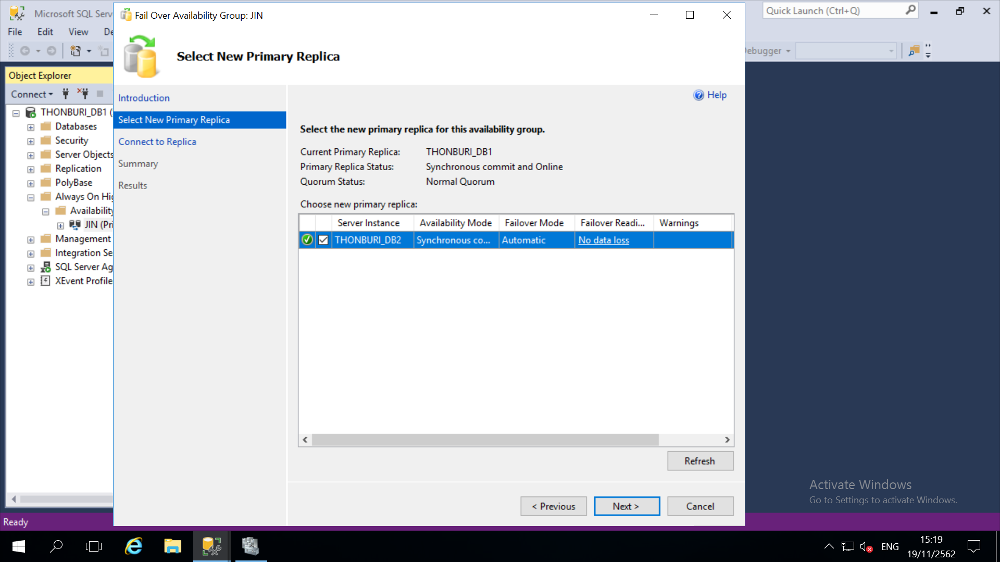 Microsoft SQL Serv
Fail Over Availability Group: JIN
Quick Launch (Ctrl+Q)
File Edit View De
Select New Primary Replica
Debugger
Object Explorer
Connect
Introduction
Help
THONBURI_DB1 (
Select New Primary Replica
Databases
Select the new primary replica for this availability group.
Security
Connect to Replica
Current Primary Replica: THONBURI_DB1
Server Objects
Summary
Primary Replica Status: Synchronous commit and Online
Replication
Quorum Status: Normal Quorum
PolyBase
Results
Always On Hig
Choose new primary replica:
Availability
JIN (Pri
Server Instance Availability Mode Failover Mode Failover Readi... Warnings
Management
THONBURI_DB2 Synchronous co... Automatic No data loss
Integration Se
SQL Server Ag
XEvent Profile
Refresh
Activate Windows
Go to Settings to activate Windows.
< Previous Next > Cancel
Ready
ENG
15:19
19/11/2562